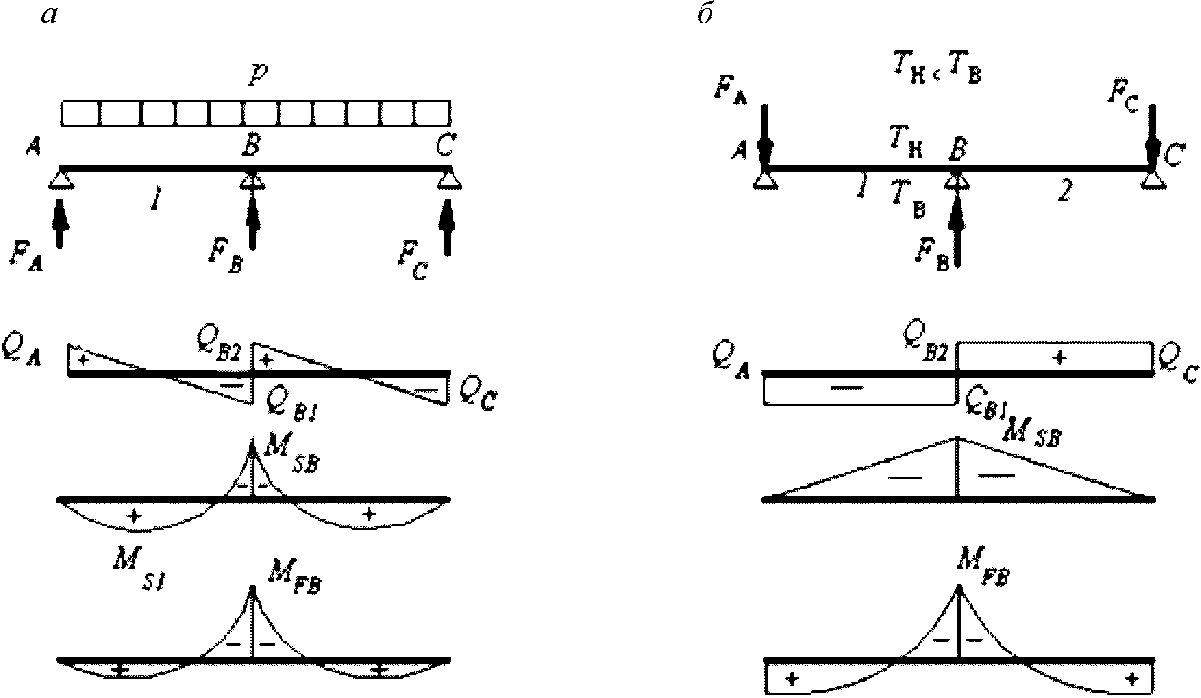 а
б
p
T_Н < T_В
F_A
F_C
A B C
A T_Н B C
1
1 T_В 2
F_A F_B F_C
F_В
Q_A Q_B2
Q_B1 Q_C
Q_A Q_B2 Q_C
Q_B1
M_SB
M_SB
+ − + −
− +
− −
+ +
− −
M_S1
M_FB
M_FB
− −
+ +
− −
+ +